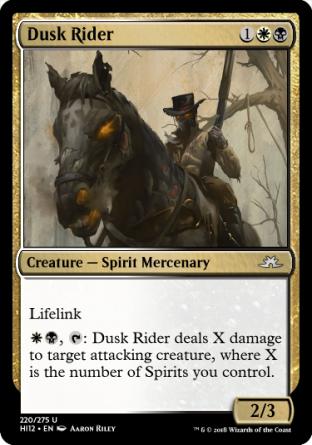 Dusk Rider 1
Creature — Spirit Mercenary
Lifelink
, : Dusk Rider deals X damage
to target attacking creature, where X
is the number of Spirits you control.
2/3
220/275 U
HI12 • EN Aaron Riley
™ & © 2018 Wizards of the Coast